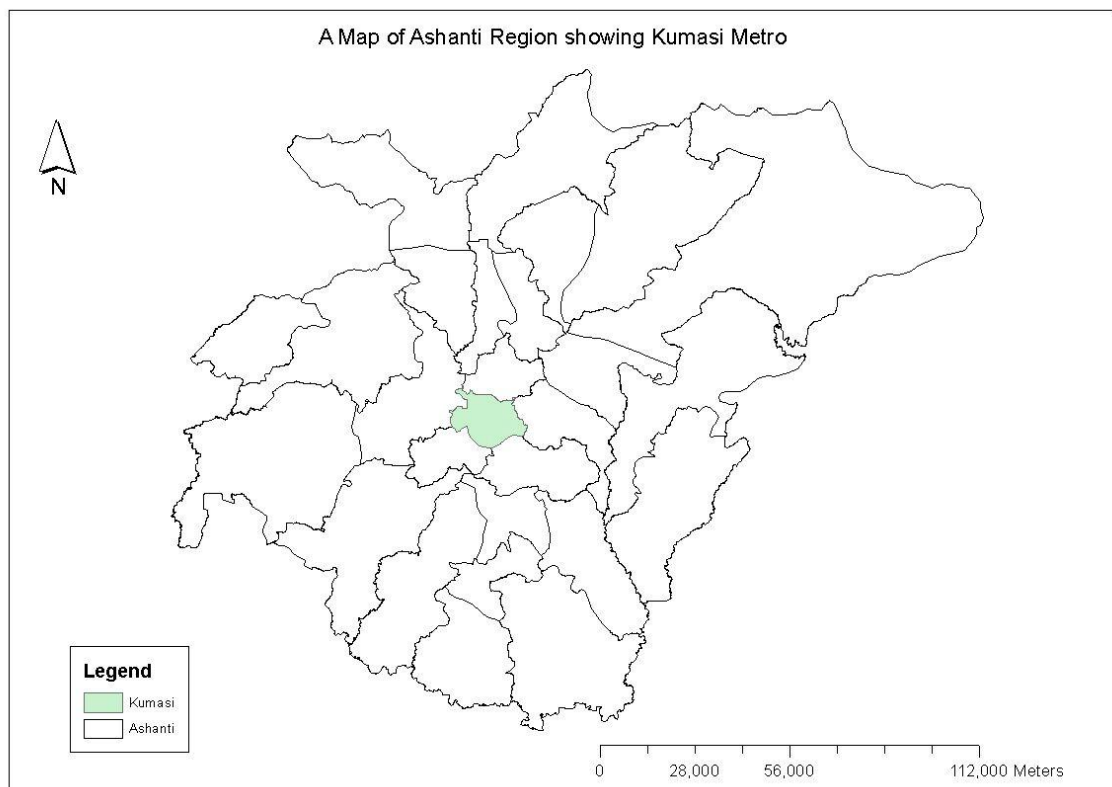 A Map of Ashanti Region showing Kumasi Metro
N
Legend
Kumasi
Ashanti
0 28,000 56,000 112,000 Meters